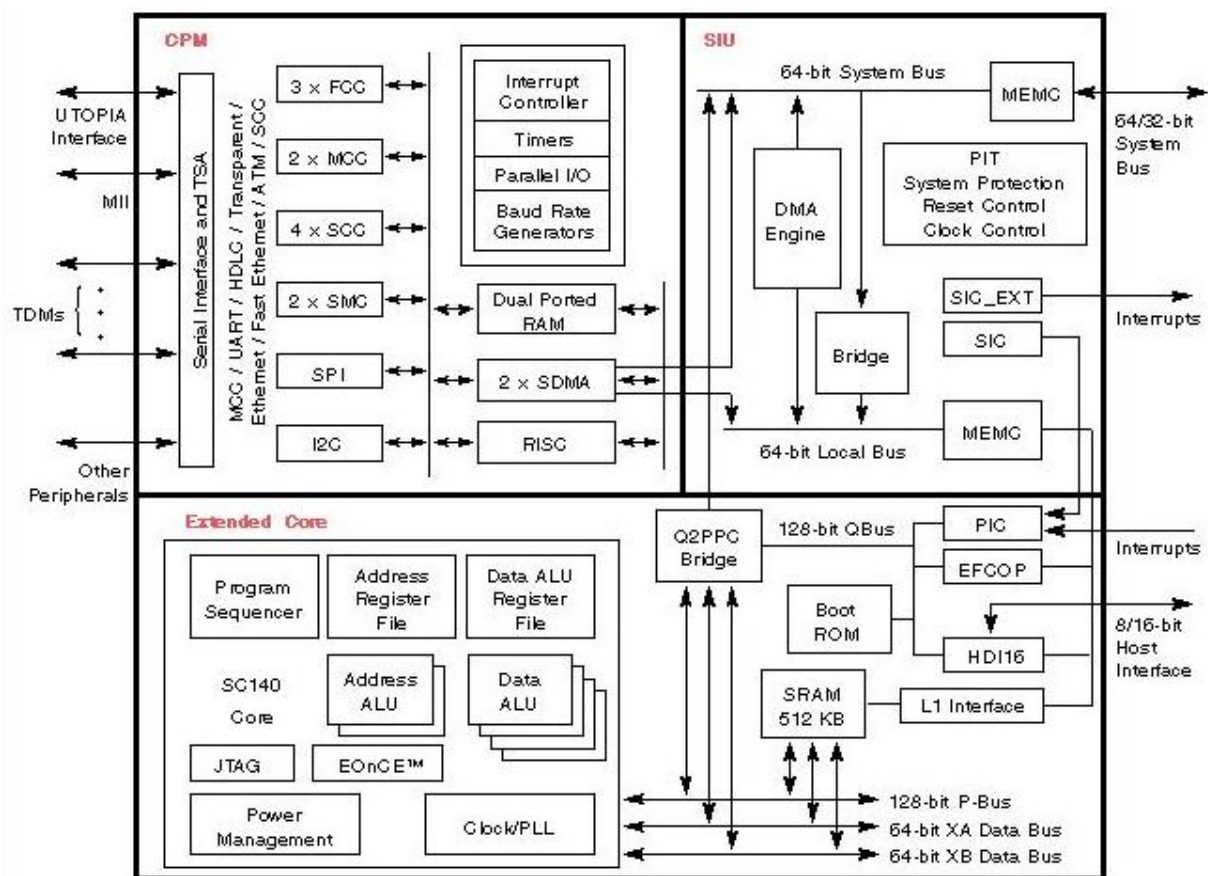 CPM
UTOPIA
Interface
MII
TDMs
Other
Peripherals
Serial Interface and TSA
MCC / UART / HDLC / Transparent /
Ethernet / Fast Ethernet / ATM / SCC
3 x FCC
2 x MCC
4 x SCC
2 x SMC
SPI
I2C
Interrupt
Controller
Timers
Parallel I/O
Baud Rate
Generators
Dual Ported
RAM
2 x SDMA
RISC
SIU
64-bit System Bus
MEMC
64/32-bit
System
Bus
PIT
System Protection
Reset Control
Clock Control
DMA
Engine
SIC_EXT
Interrupts
SIC
Bridge
MEMC
64-bit Local Bus
Extended Core
Program
Sequencer
Address
Register
File
Data ALU
Register
File
SC140
Core
Address
ALU
Data
ALU
JTAG
EOnCE™
Power
Management
Clock/PLL
Q2PPC
Bridge
128-bit QBus
PIC
Interrupts
EFCOP
Boot
ROM
HDI16
8/16-bit
Host
Interface
SRAM
512 KB
L1 Interface
128-bit P-Bus
64-bit XA Data Bus
64-bit XB Data Bus